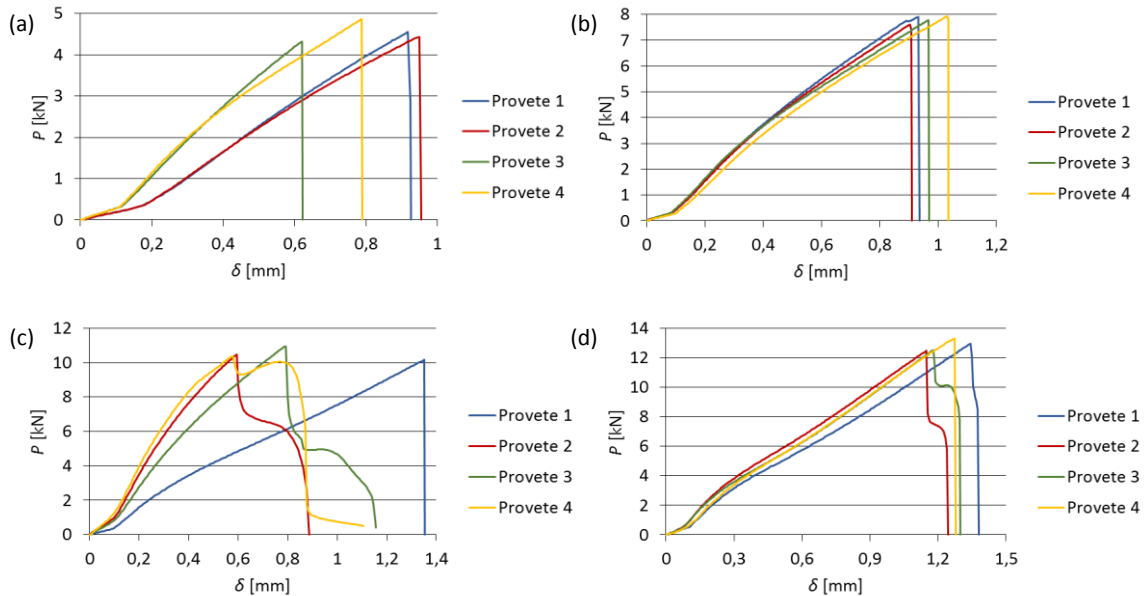 (a)
P [kN]
5
4
3
2
1
0
0
0,2
0,4
0,6
0,8
1
δ [mm]
Provete 1
Provete 2
Provete 3
Provete 4
(b)
P [kN]
8
7
6
5
4
3
2
1
0
0
0,2
0,4
0,6
0,8
1
1,2
δ [mm]
Provete 1
Provete 2
Provete 3
Provete 4
(c)
P [kN]
12
10
8
6
4
2
0
0
0,2
0,4
0,6
0,8
1
1,2
1,4
δ [mm]
Provete 1
Provete 2
Provete 3
Provete 4
(d)
P [kN]
14
12
10
8
6
4
2
0
0
0,3
0,6
0,9
1,2
1,5
δ [mm]
Provete 1
Provete 2
Provete 3
Provete 4